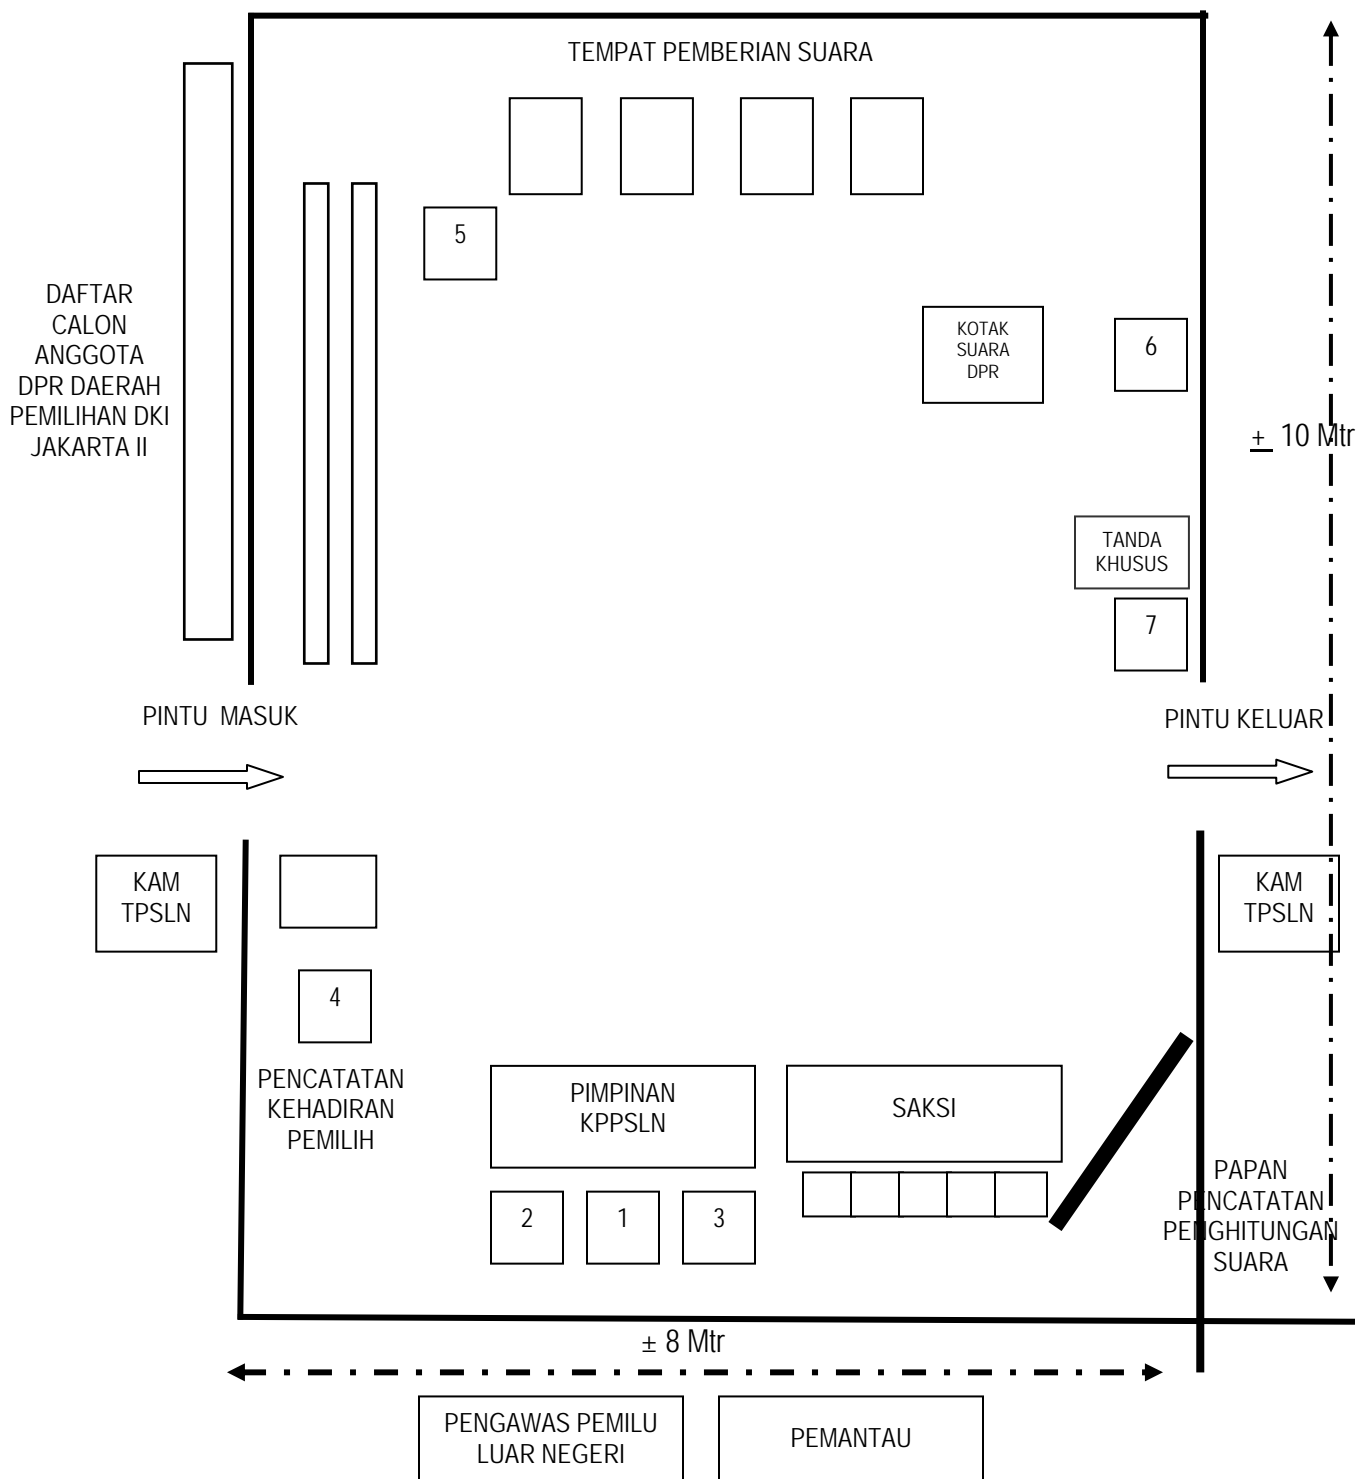 TEMPAT PEMBERIAN SUARA
5
DAFTAR
CALON
ANGGOTA
DPR DAERAH
PEMILIHAN DKI
JAKARTA II
KOTAK
SUARA
DPR
6
± 10 Mtr
TANDA
KHUSUS
7
PINTU MASUK
PINTU KELUAR
KAM
TPSLN
KAM
TPSLN
4
PENCATATAN
KEHADIRAN
PEMILIH
PIMPINAN
KPPSLN
SAKSI
2
1
3
PAPAN
PENCATATAN
PENGHITUNGAN
SUARA
± 8 Mtr
PENGAWAS PEMILU
LUAR NEGERI
PEMANTAU